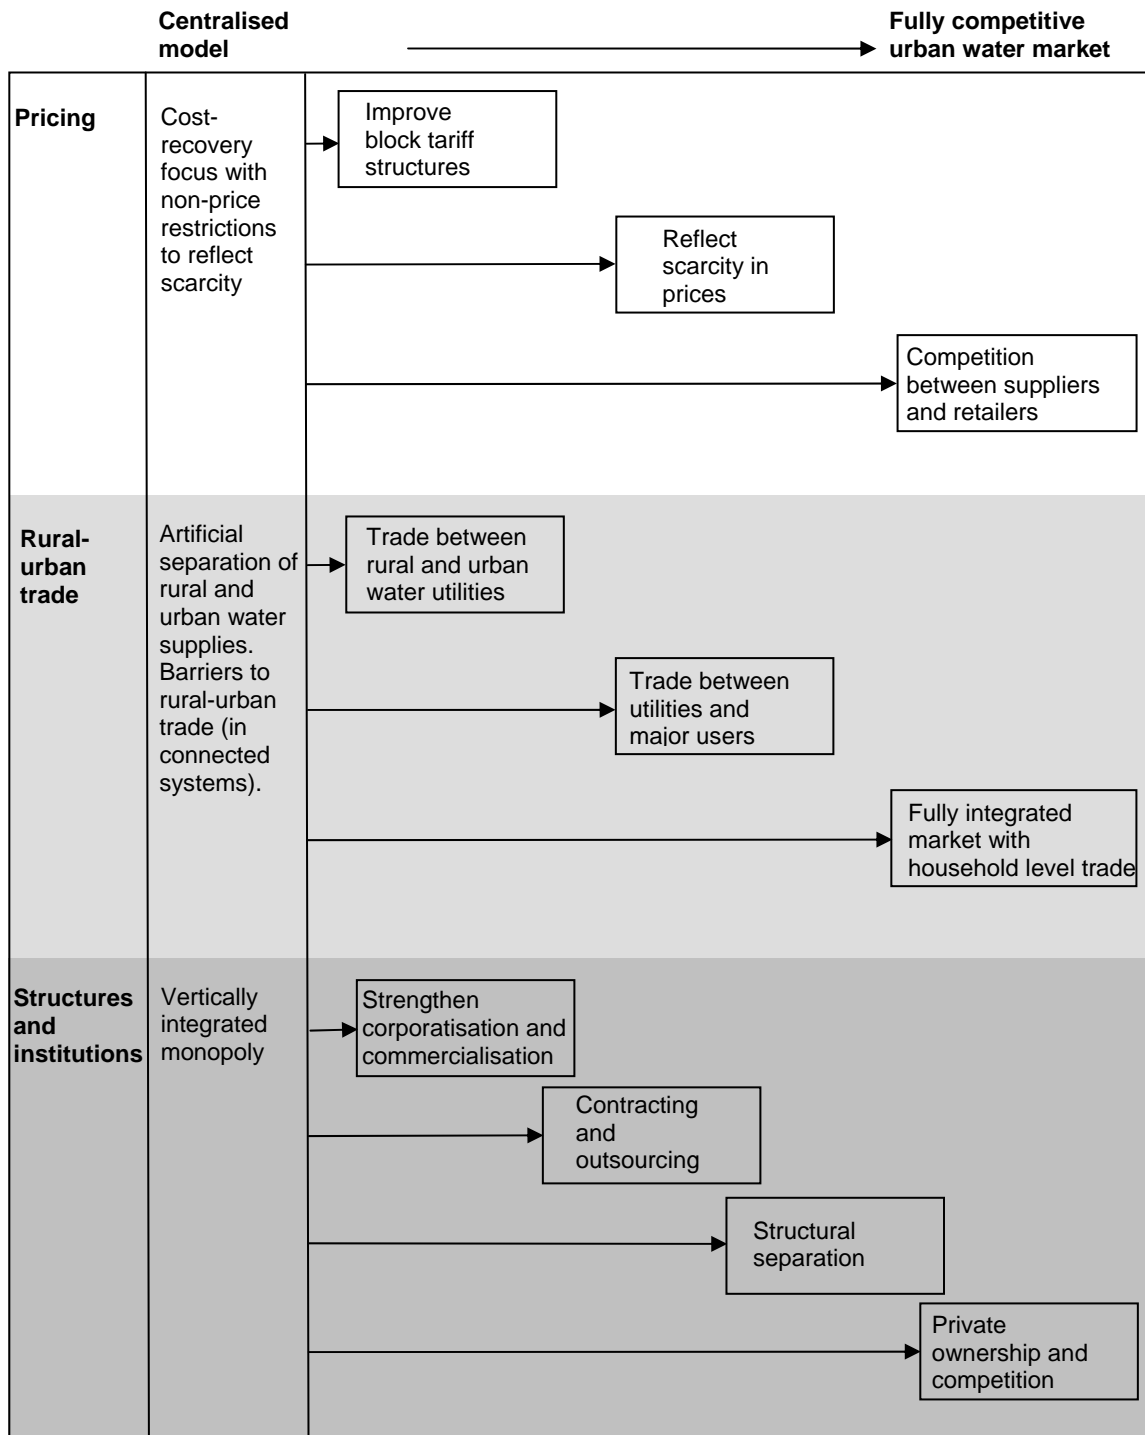 Centralised
model
Fully competitive
urban water market
Pricing
Cost-
recovery
focus with
non-price
restrictions
to reflect
scarcity
Improve
block tariff
structures
Reflect
scarcity in
prices
Competition
between suppliers
and retailers
Rural-
urban
trade
Artificial
separation of
rural and
urban water
supplies.
Barriers to
rural-urban
trade (in
connected
systems).
Trade between
rural and urban
water utilities
Trade between
utilities and
major users
Fully integrated
market with
household level trade
Structures
and
institutions
Vertically
integrated
monopoly
Strengthen
corporatisation and
commercialisation
Contracting
and
outsourcing
Structural
separation
Private
ownership and
competition